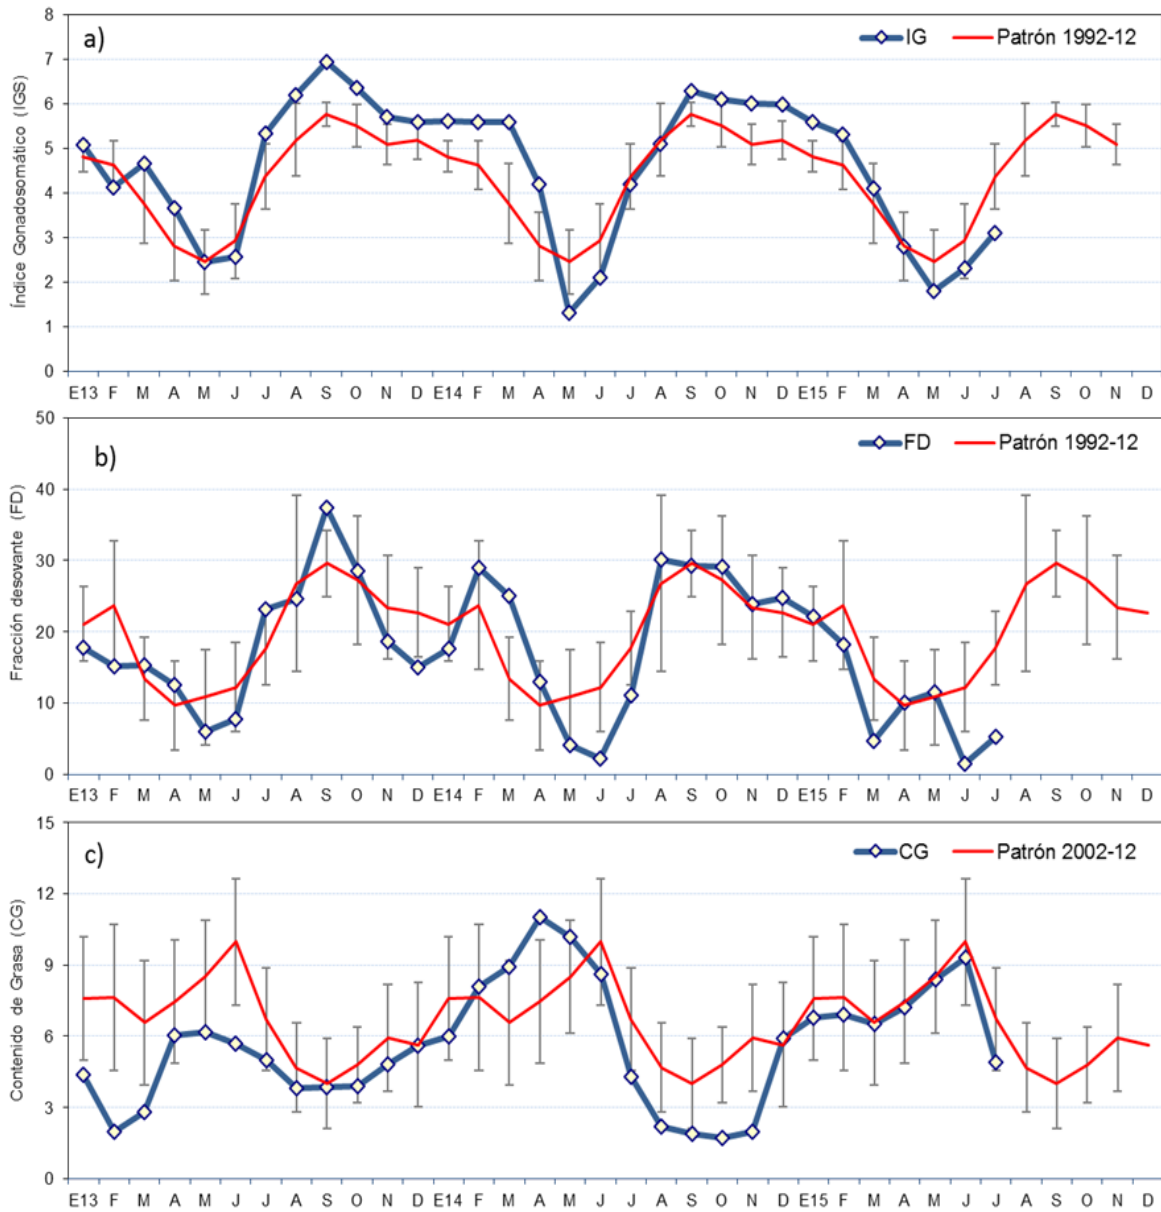 a)
IG
Patrón 1992-12
Índice Gonadosomático (IGS)
8
7
6
5
4
3
2
1
0
E13 F M A M J J A S O N D E14 F M A M J J A S O N D E15 F M A M J J A S O N D
b)
FD
Patrón 1992-12
Fracción desovante (FD)
50
40
30
20
10
0
E13 F M A M J J A S O N D E14 F M A M J J A S O N D E15 F M A M J J A S O N D
c)
CG
Patrón 2002-12
Contenido de Grasa (CG)
15
12
9
6
3
0
E13 F M A M J J A S O N D E14 F M A M J J A S O N D E15 F M A M J J A S O N D